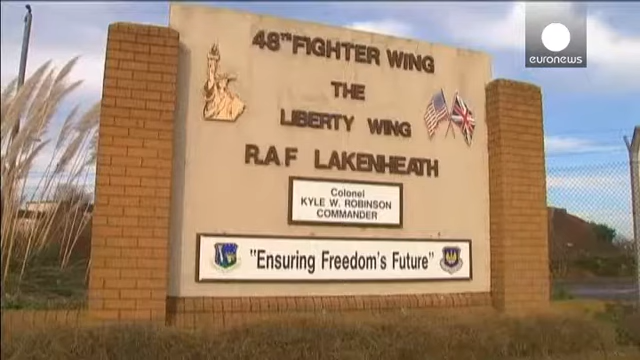 euronews
48TH FIGHTER WING
THE
LIBERTY WING
R.A F LAKENHEATH
Colonel
KYLE W. ROBINSON
COMMANDER
"Ensuring Freedom's Future"